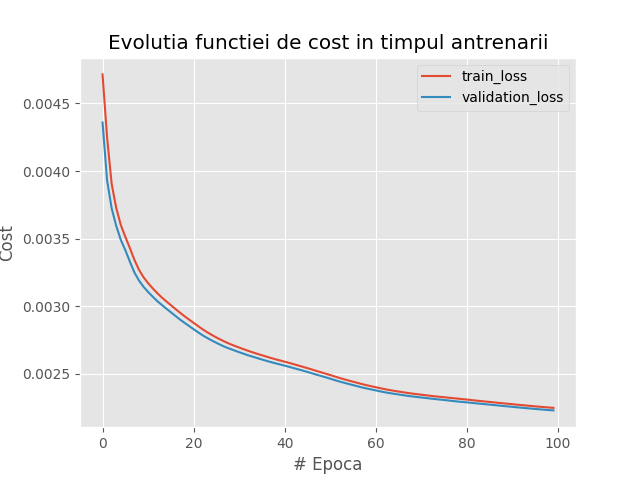 Evolutia functiei de cost in timpul antrenarii
train_loss
validation_loss
0.0045
0.0040
0.0035
0.0030
0.0025
Cost
0 20 40 60 80 100
# Epoca